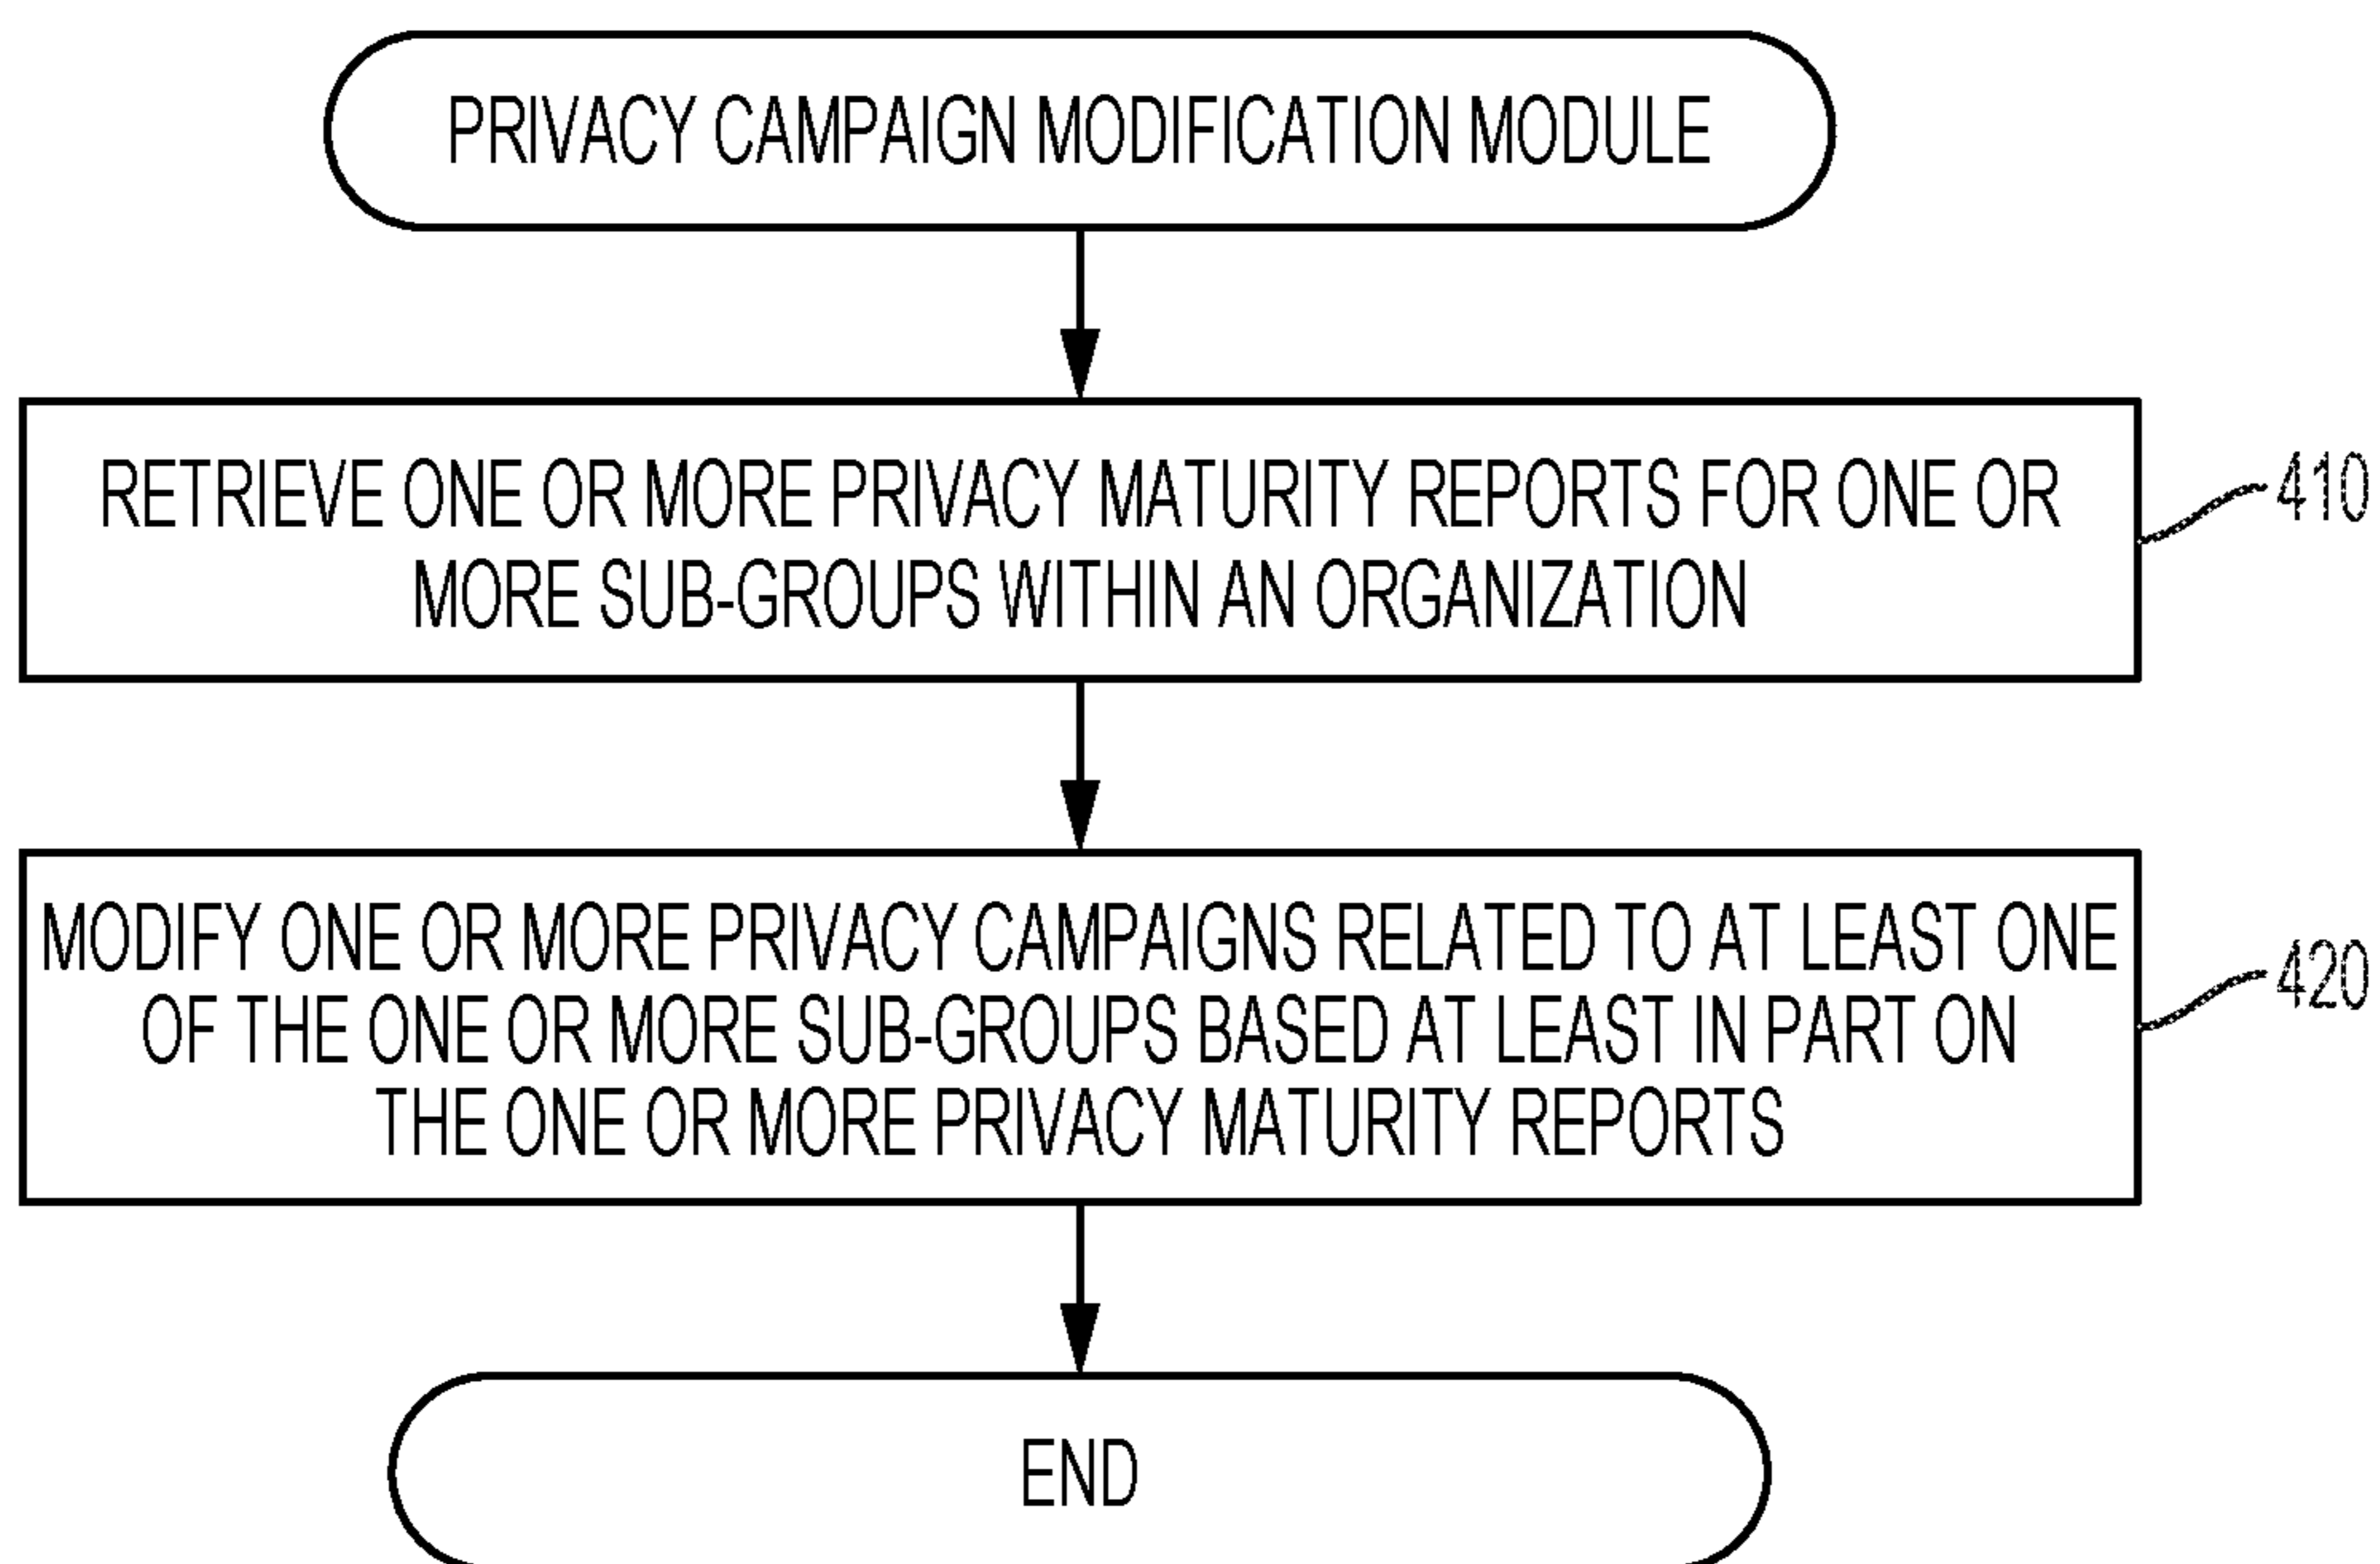 PRIVACY CAMPAIGN MODIFICATION MODULE
RETRIEVE ONE OR MORE PRIVACY MATURITY REPORTS FOR ONE OR
MORE SUB-GROUPS WITHIN AN ORGANIZATION
410
MODIFY ONE OR MORE PRIVACY CAMPAIGNS RELATED TO AT LEAST ONE
OF THE ONE OR MORE SUB-GROUPS BASED AT LEAST IN PART ON
THE ONE OR MORE PRIVACY MATURITY REPORTS
420
END